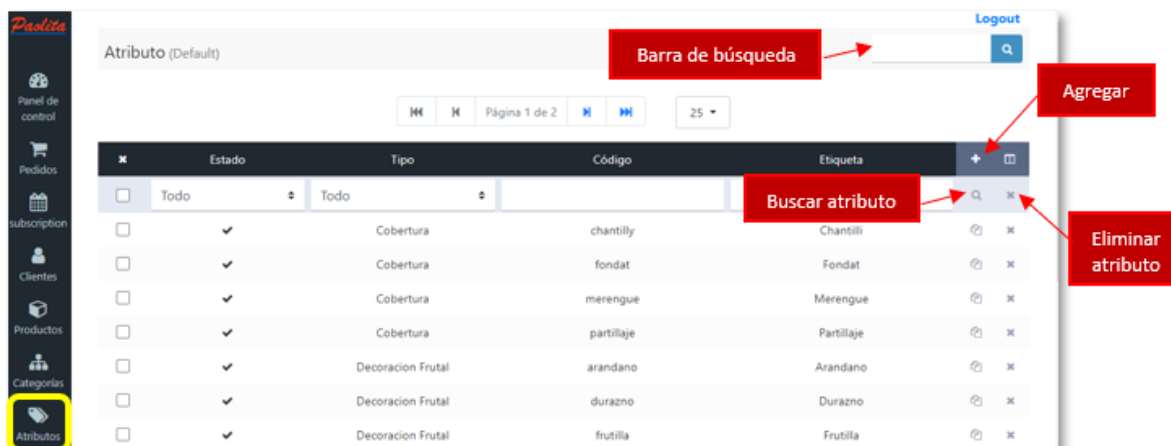 Paolita
Logout
Atributo (Default)
Barra de búsqueda
Agregar
Panel de
control
Página 1 de 2
25
Pedidos
Estado Tipo Código Etiqueta
Todo Todo
Buscar atributo
subscription
Eliminar
atributo
chantilly Chantilli
Cobertura
Clientes
Cobertura fondat Fondat
Cobertura merengue Merengue
Productos
Cobertura partillaje Partillaje
Categorías
Decoracion Frutal arandano Arandano
Decoracion Frutal durazno Durazno
Atributos
Decoracion Frutal frutilla Frutilla